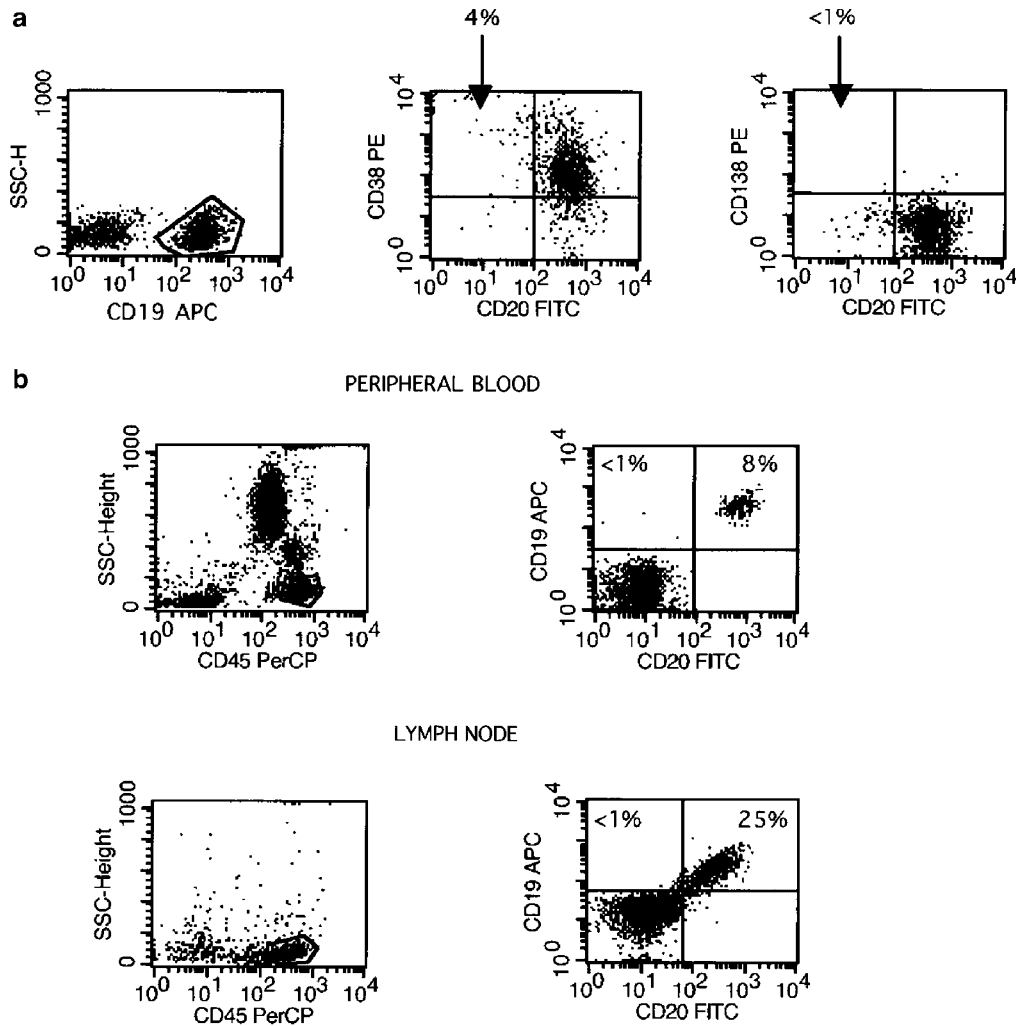 a
4%
<1%
1000
SSC-H
0
10^0 10^1 10^2 10^3 10^4
CD19 APC
10^4
CD38 PE
10^0
10^0 10^1 10^2 10^3 10^4
CD20 FITC
10^4
CD138 PE
10^0
10^0 10^1 10^2 10^3 10^4
CD20 FITC
b
PERIPHERAL BLOOD
1000
SSC-Height
0
10^0 10^1 10^2 10^3 10^4
CD45 PerCP
10^4
CD19 APC
10^0
<1%
8%
10^0 10^1 10^2 10^3 10^4
CD20 FITC
LYMPH NODE
1000
SSC-Height
0
10^0 10^1 10^2 10^3 10^4
CD45 PerCP
10^4
CD19 APC
10^0
<1%
25%
10^0 10^1 10^2 10^3 10^4
CD20 FITC